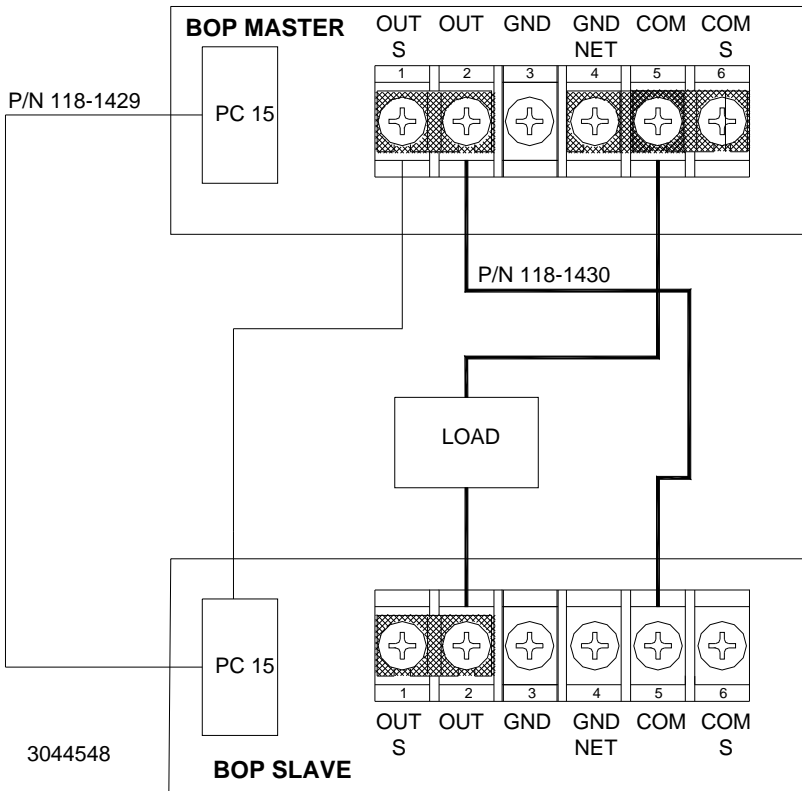 BOP MASTER
OUT S OUT GND GND NET COM COM S
1 2 3 4 5 6
P/N 118-1429
PC 15
P/N 118-1430
LOAD
PC 15
1 2 3 4 5 6
OUT S OUT GND GND NET COM COM S
3044548
BOP SLAVE